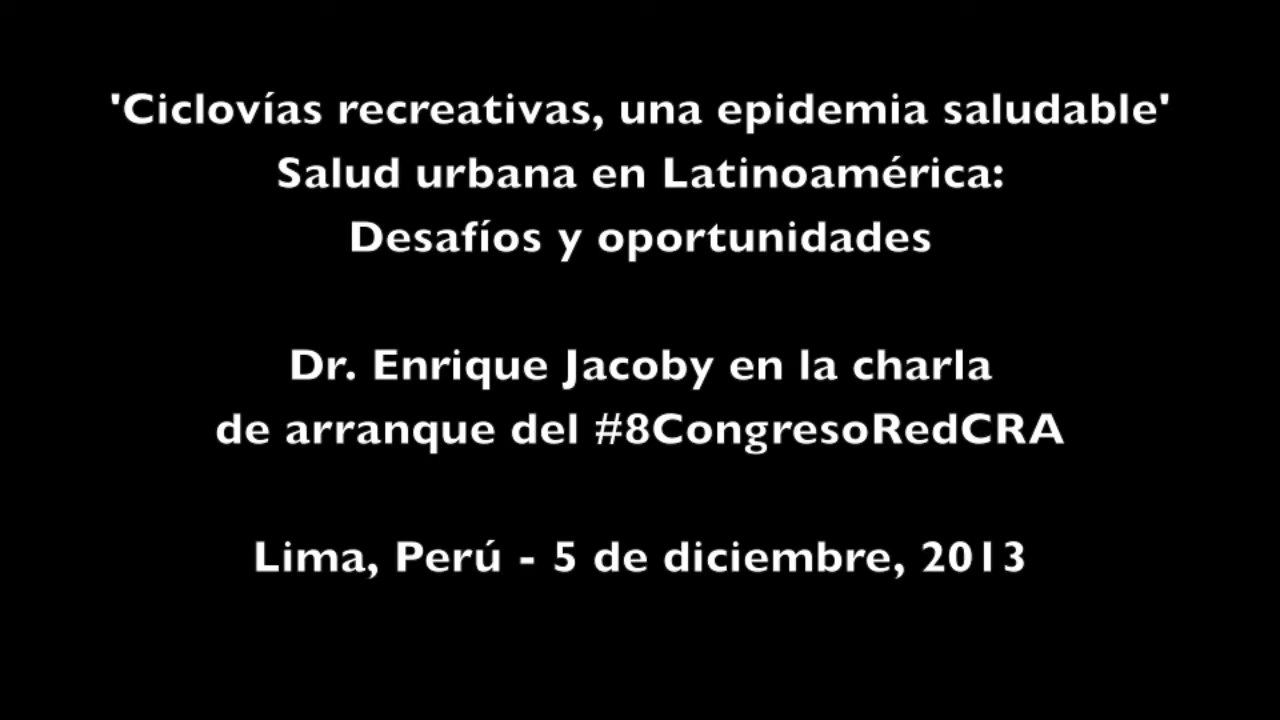 'Ciclovías recreativas, una epidemia saludable'
Salud urbana en Latinoamérica:
Desafíos y oportunidades
Dr. Enrique Jacoby en la charla
de arranque del #8CongresoRedCRA
Lima, Perú - 5 de diciembre, 2013